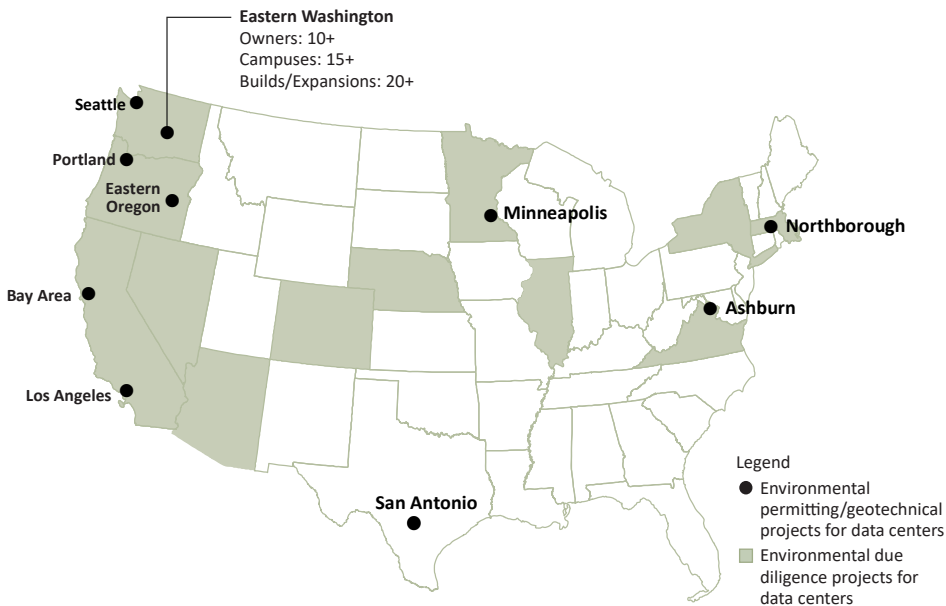 Eastern Washington
Owners: 10+
Campuses: 15+
Builds/Expansions: 20+
Seattle
Portland
Eastern
Oregon
Minneapolis
Northborough
Bay Area
Ashburn
Los Angeles
San Antonio
Legend
Environmental
permitting/geotechnical
projects for data centers
Environmental due
diligence projects for
data centers